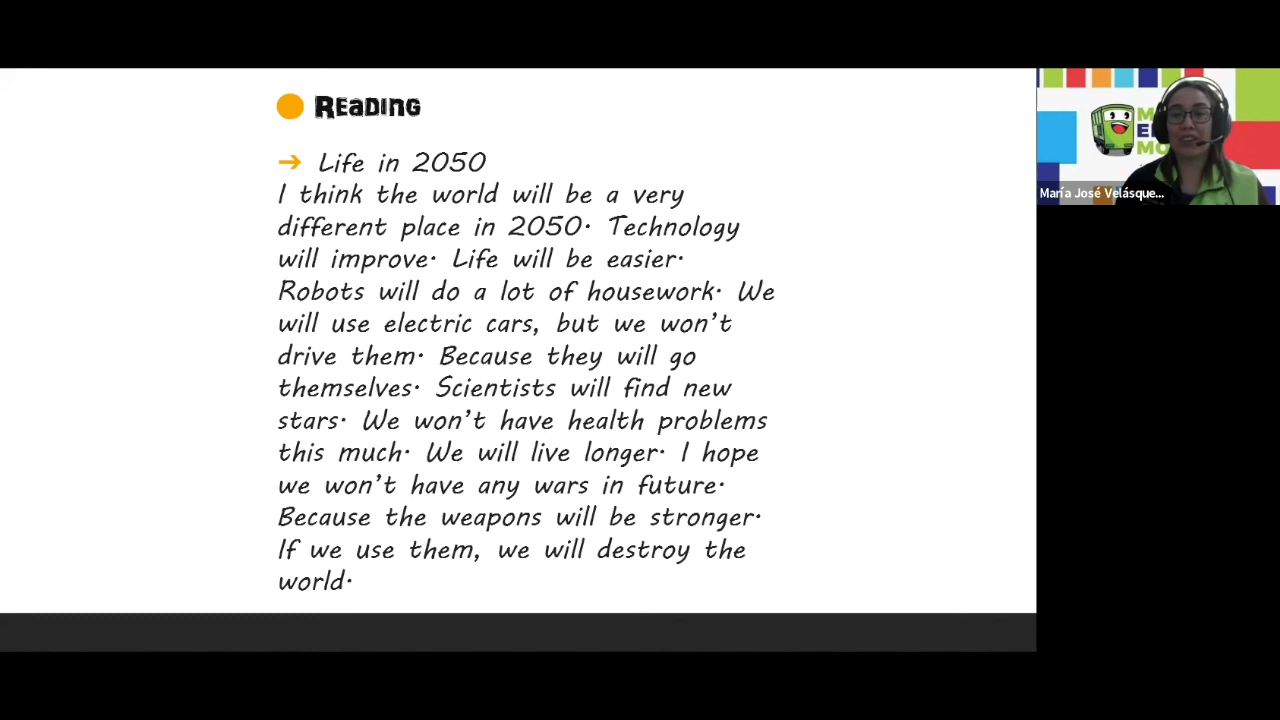 Reading
➔ Life in 2050
I think the world will be a very
different place in 2050. Technology
will improve. Life will be easier.
Robots will do a lot of housework. We
will use electric cars, but we won't
drive them. Because they will go
themselves. Scientists will find new
stars. We won't have health problems
this much. We will live longer. I hope
we won't have any wars in future.
Because the weapons will be stronger.
If we use them, we will destroy the
world.
María José Velásque...